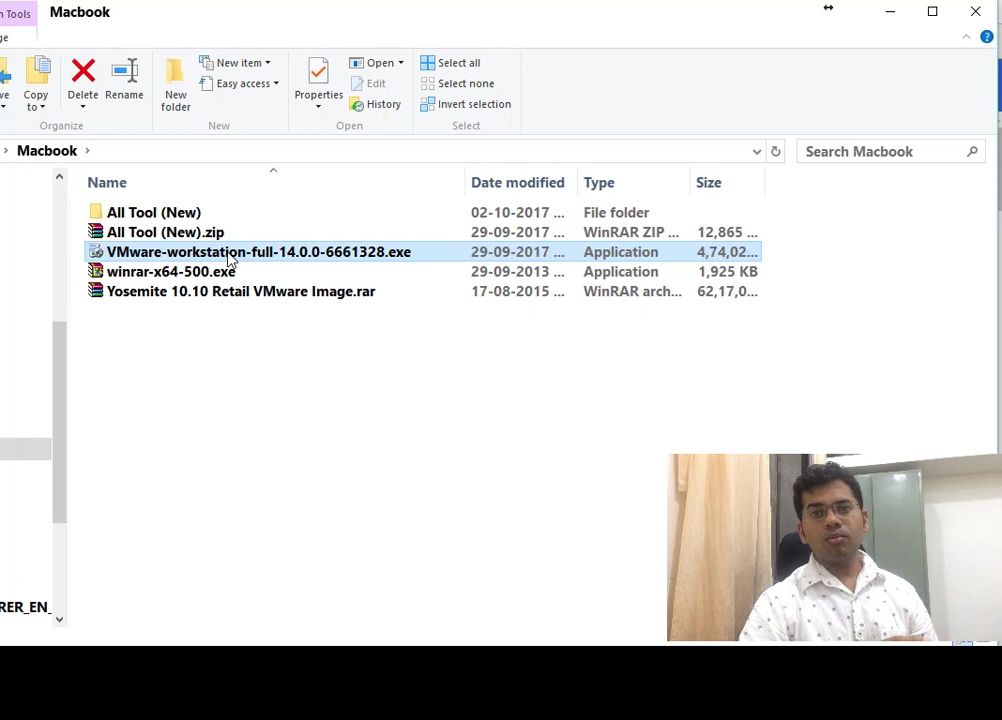 n Tools Macbook
ge
ve Copy to Delete Rename New folder New item Easy access Properties Open Edit History Select all Select none Invert selection
Organize New Open Select
Macbook Search Macbook
Name Date modified Type Size
All Tool (New) 02-10-2017 ... File folder
All Tool (New).zip 29-09-2017 ... WinRAR ZIP ... 12,865 ...
VMware-workstation-full-14.0.0-6661328.exe 29-09-2017 ... Application 4,74,02...
winrar-x64-500.exe 29-09-2013 ... Application 1,925 KB
Yosemite 10.10 Retail VMware Image.rar 17-08-2015 ... WinRAR arch... 62,17,0...
RER_EN_